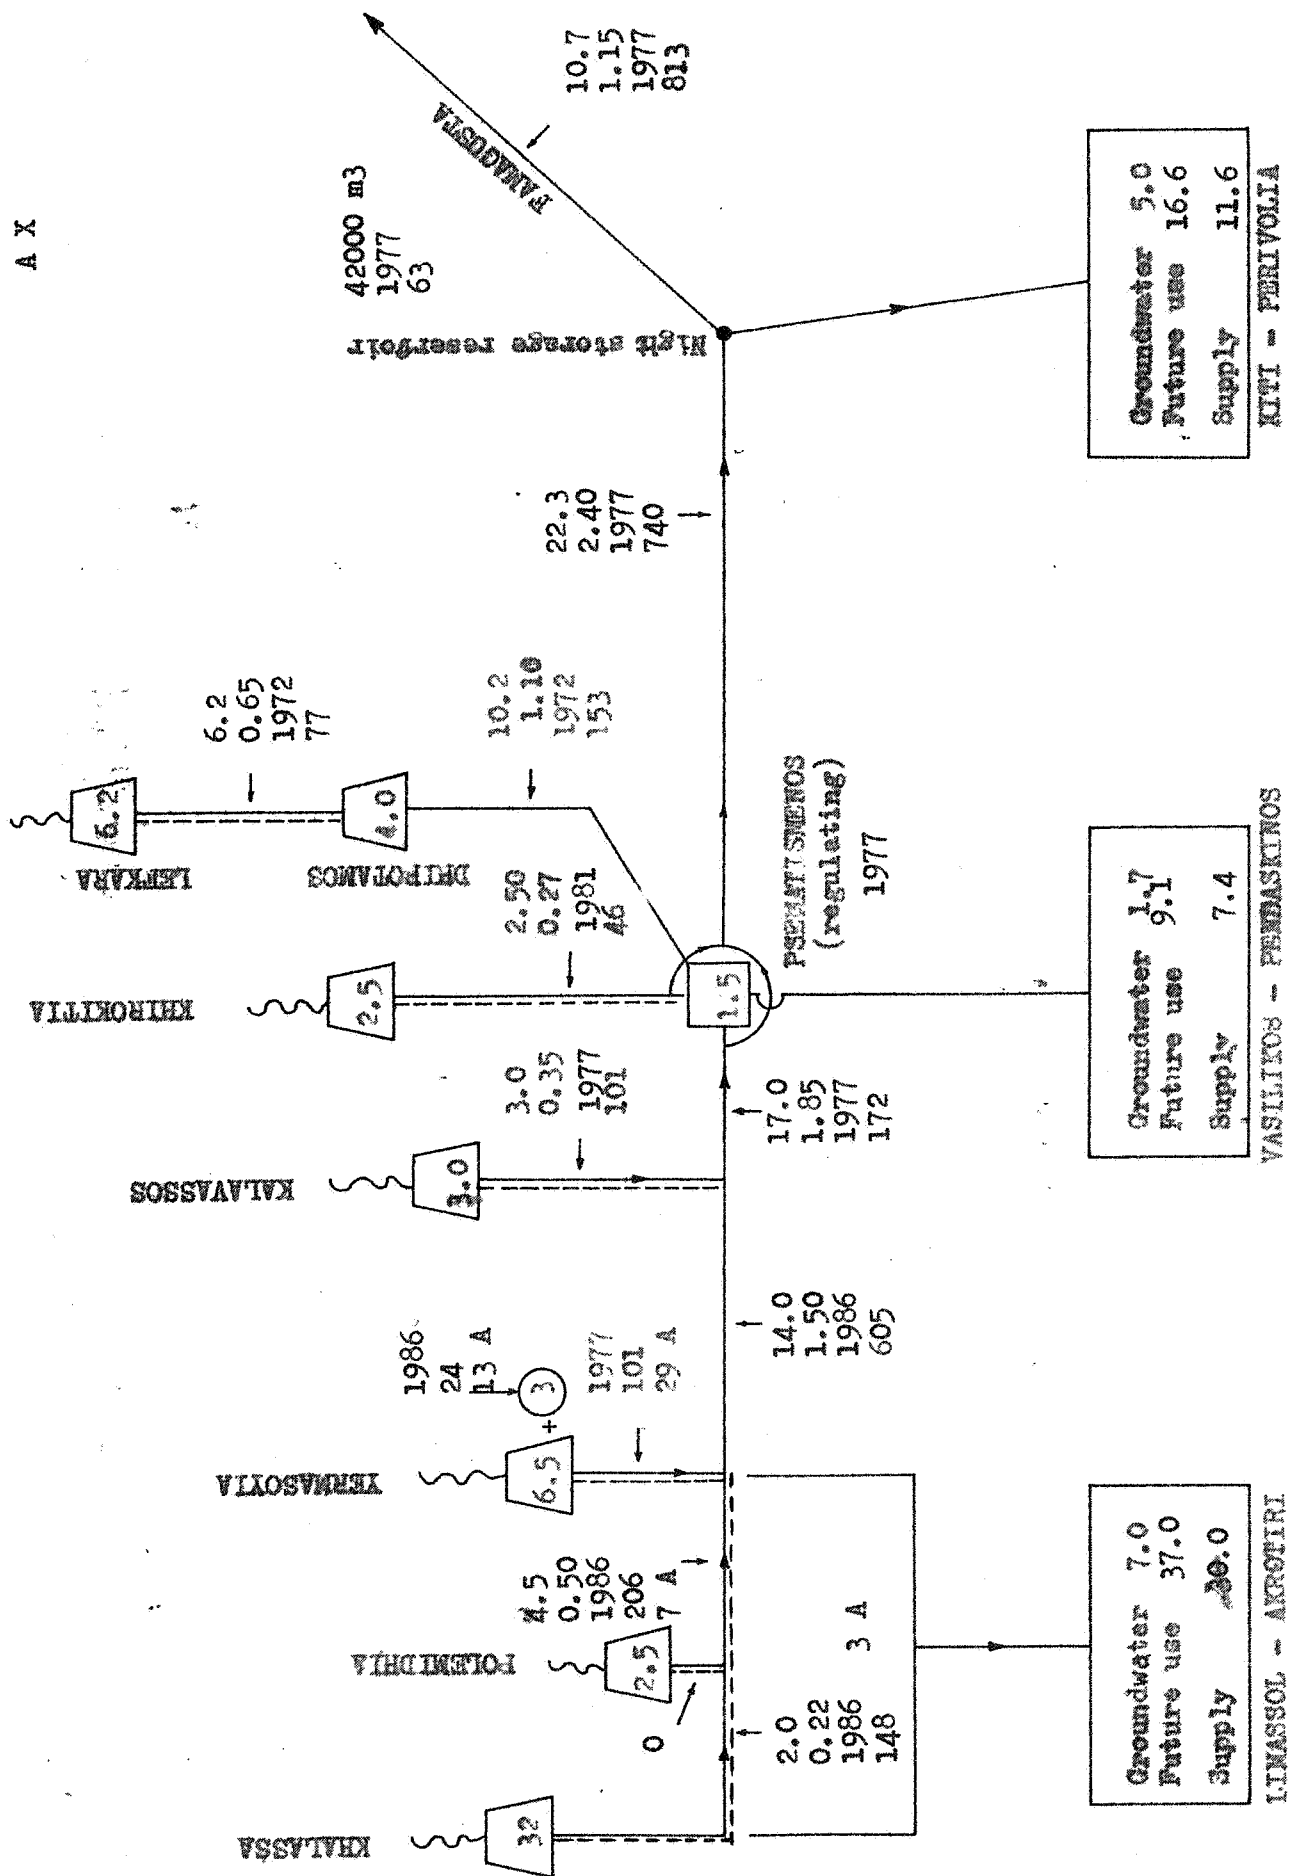 A X
KHALASSA
32
POLEMIDHIA
2.5
0
YERMASOYIA
6.5
+
3
1986
24
13 A
1977
101
29 A
4.5
0.50
1986
206
7 A
2.0
0.22
1986
148
3 A
14.0
1.50
1986
605
KALAVASSOS
3.0
3.0
0.35
1977
101
17.0
1.85
1977
172
KHIROKITIA
2.5
2.50
0.27
1981
46
LEFKARA
6.2
6.2
0.65
1972
77
DHIPOTAMOS
4.0
10.2
1.10
1972
153
1.5
PSEMATISMENOS
(regulating)
1977
22.3
2.40
1977
740
Night storage reservoir
42000 m3
1977
63
FAMAGUSTA
10.7
1.15
1977
813
Groundwater 7.0
Future use 37.0
Supply 30.0
LIMASSOL - AKROTIRI
Groundwater 1.7
Future use 9.1
Supply 7.4
VASILIKOS - PENDASKINOS
Groundwater 5.0
Future use 16.6
Supply 11.6
KITI - PERIVOLIA